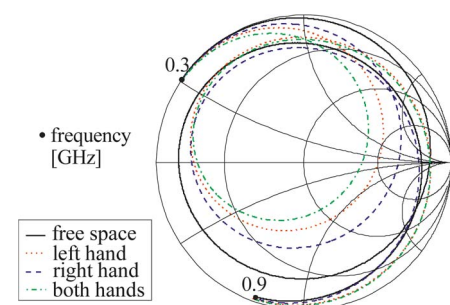 0.3
frequency
[GHz]
free space
left hand
right hand
both hands
0.9